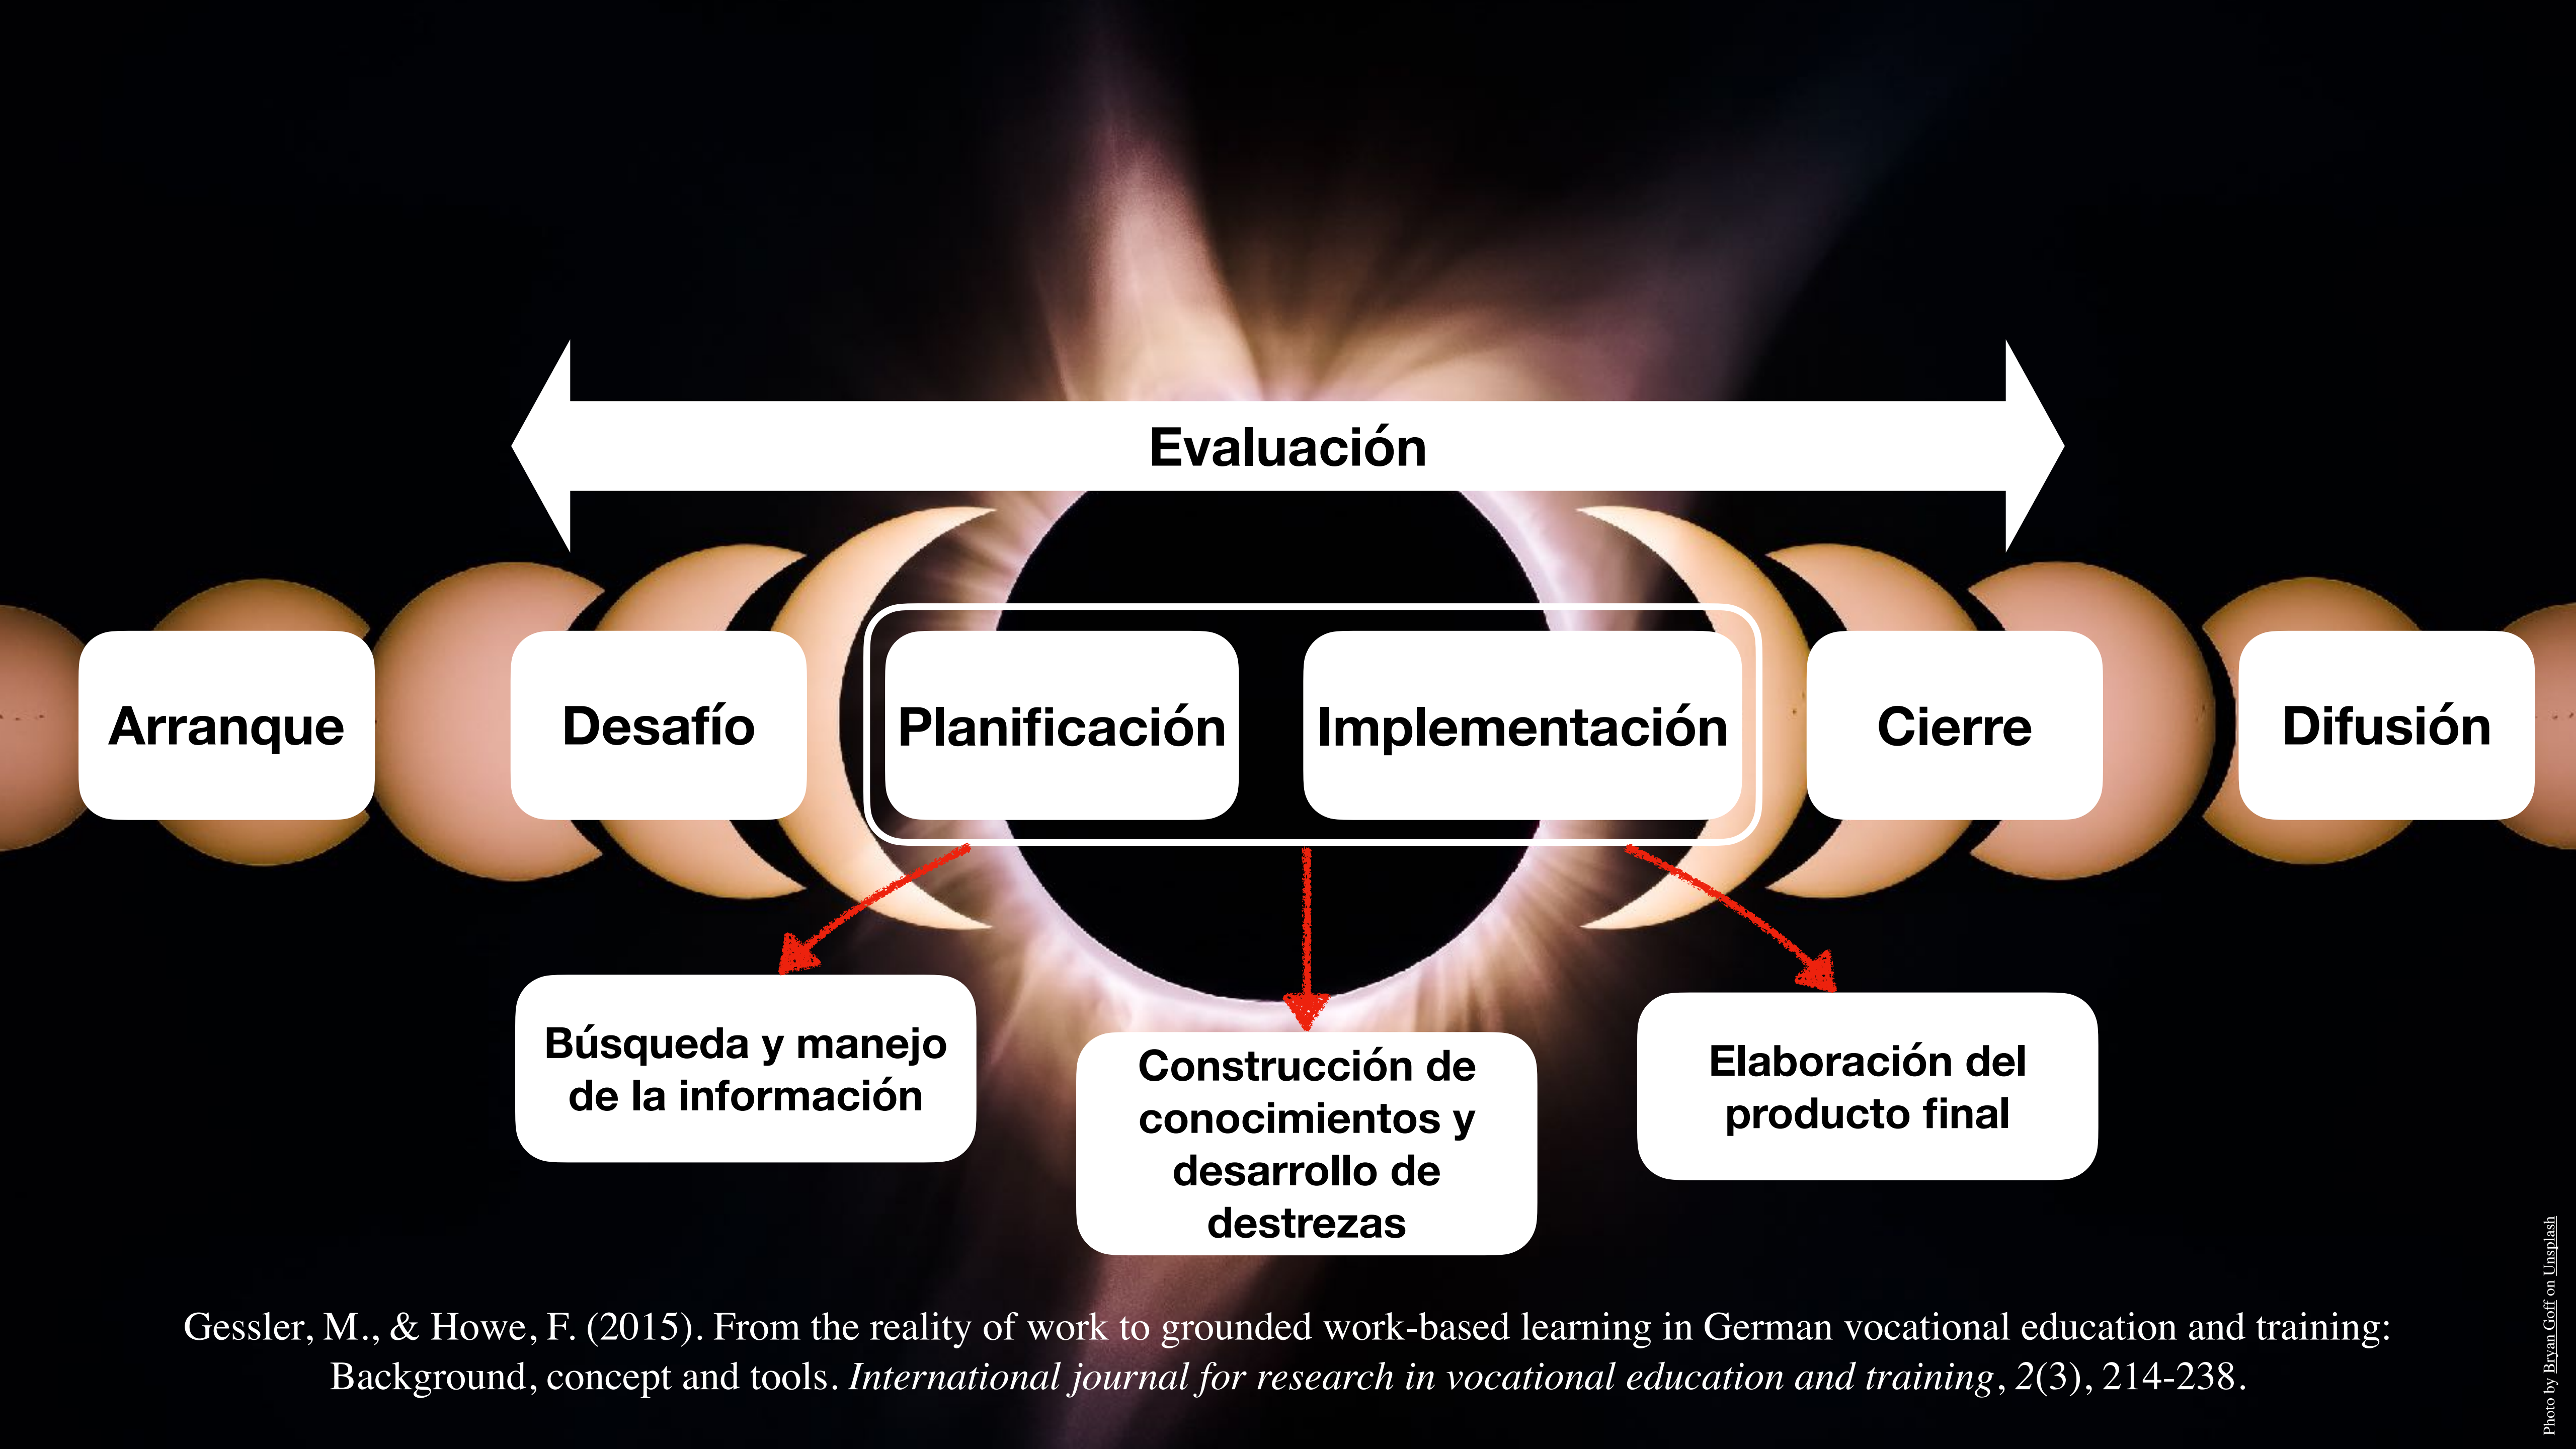 Evaluación
Arranque
Desafío
Planificación
Implementación
Cierre
Difusión
Búsqueda y manejo
de la información
Construcción de
conocimientos y
desarrollo de
destrezas
Elaboración del
producto final
Gessler, M., & Howe, F. (2015). From the reality of work to grounded work-based learning in German vocational education and training:
Background, concept and tools. International journal for research in vocational education and training, 2(3), 214-238.
Photo by Bryan Goff on Unsplash